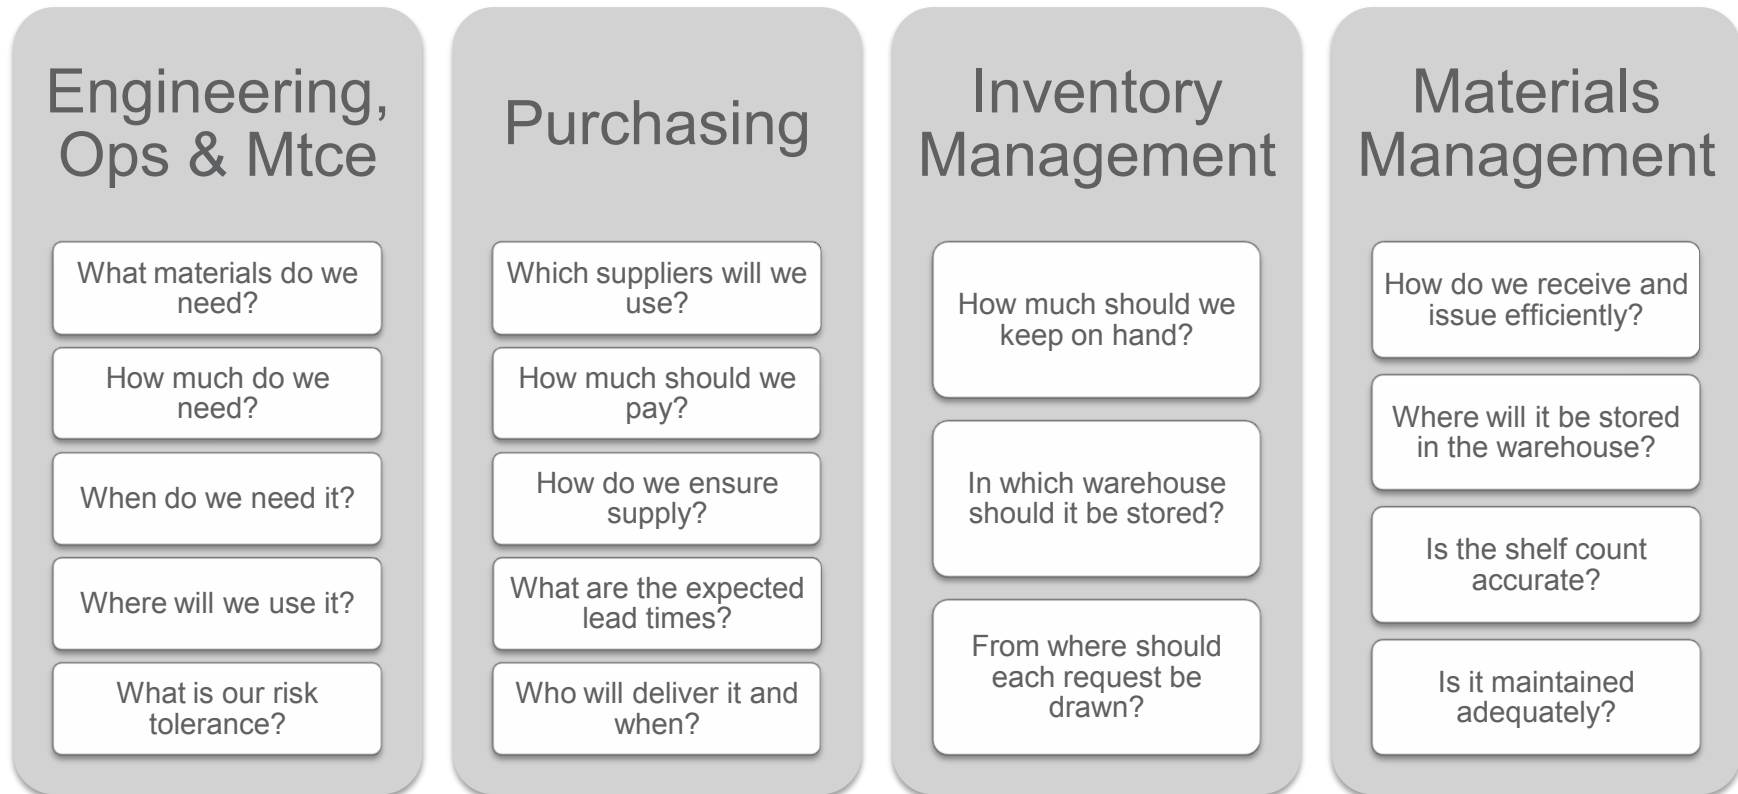 Engineering,
Ops & Mtce
What materials do we
need?
How much do we
need?
When do we need it?
Where will we use it?
What is our risk
tolerance?
Purchasing
Which suppliers will we
use?
How much should we
pay?
How do we ensure
supply?
What are the expected
lead times?
Who will deliver it and
when?
Inventory
Management
How much should we
keep on hand?
In which warehouse
should it be stored?
From where should
each request be
drawn?
Materials
Management
How do we receive and
issue efficiently?
Where will it be stored
in the warehouse?
Is the shelf count
accurate?
Is it maintained
adequately?